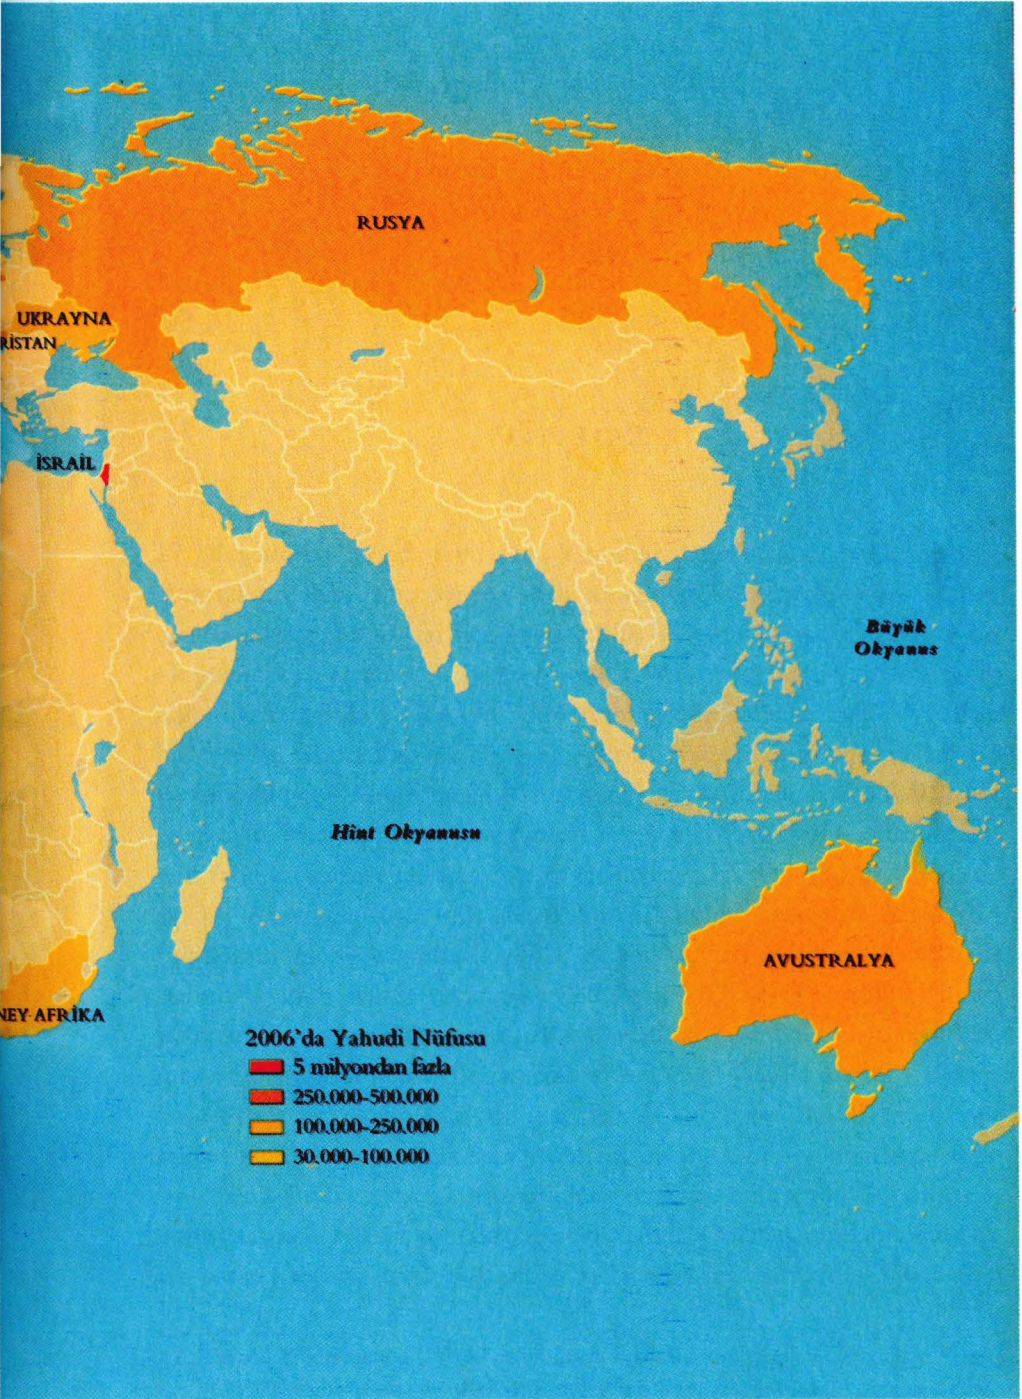 RUSYA
UKRAYNA
RİSTAN
İSRAİL
Büyük
Okyanus
Hint Okyanusu
AVUSTRALYA
NEY AFRİKA
2006'da Yahudi Nüfusu
5 milyondan fazla
250.000-500.000
100.000-250.000
30.000-100.000